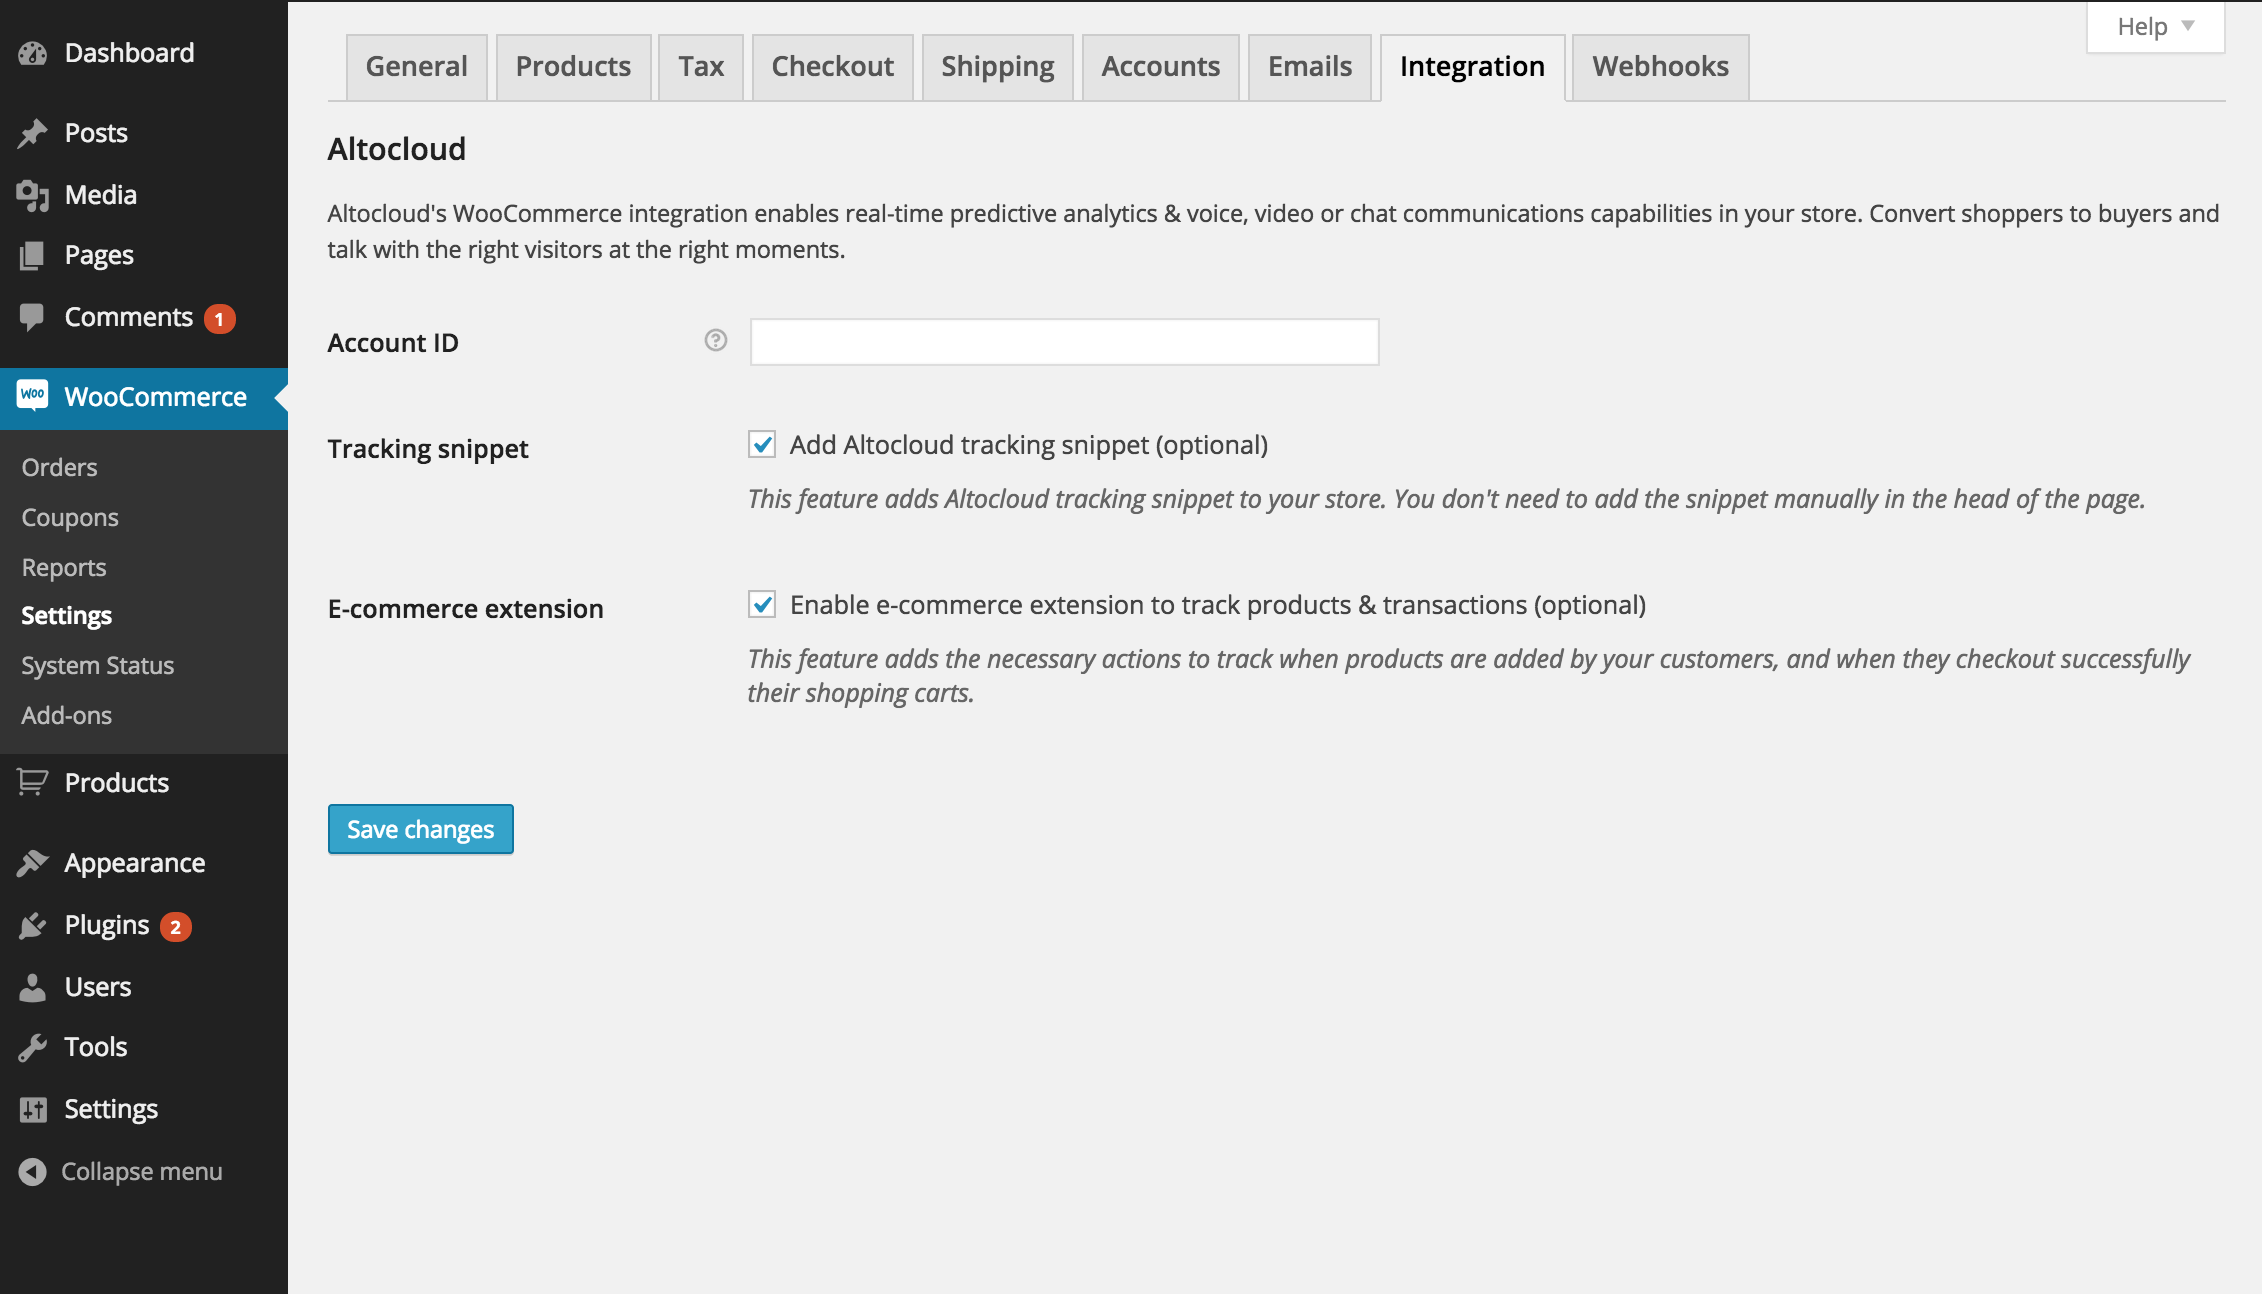 Dashboard
Posts
Media
Pages
Comments 1
Woo WooCommerce
Orders
Coupons
Reports
Settings
System Status
Add-ons
Products
Appearance
Plugins 2
Users
Tools
Settings
Collapse menu
Help
General Products Tax Checkout Shipping Accounts Emails Integration Webhooks
Altocloud
Altocloud's WooCommerce integration enables real-time predictive analytics & voice, video or chat communications capabilities in your store. Convert shoppers to buyers and
talk with the right visitors at the right moments.
Account ID ?
Tracking snippet Add Altocloud tracking snippet (optional)
This feature adds Altocloud tracking snippet to your store. You don't need to add the snippet manually in the head of the page.
E-commerce extension Enable e-commerce extension to track products & transactions (optional)
This feature adds the necessary actions to track when products are added by your customers, and when they checkout successfully
their shopping carts.
Save changes